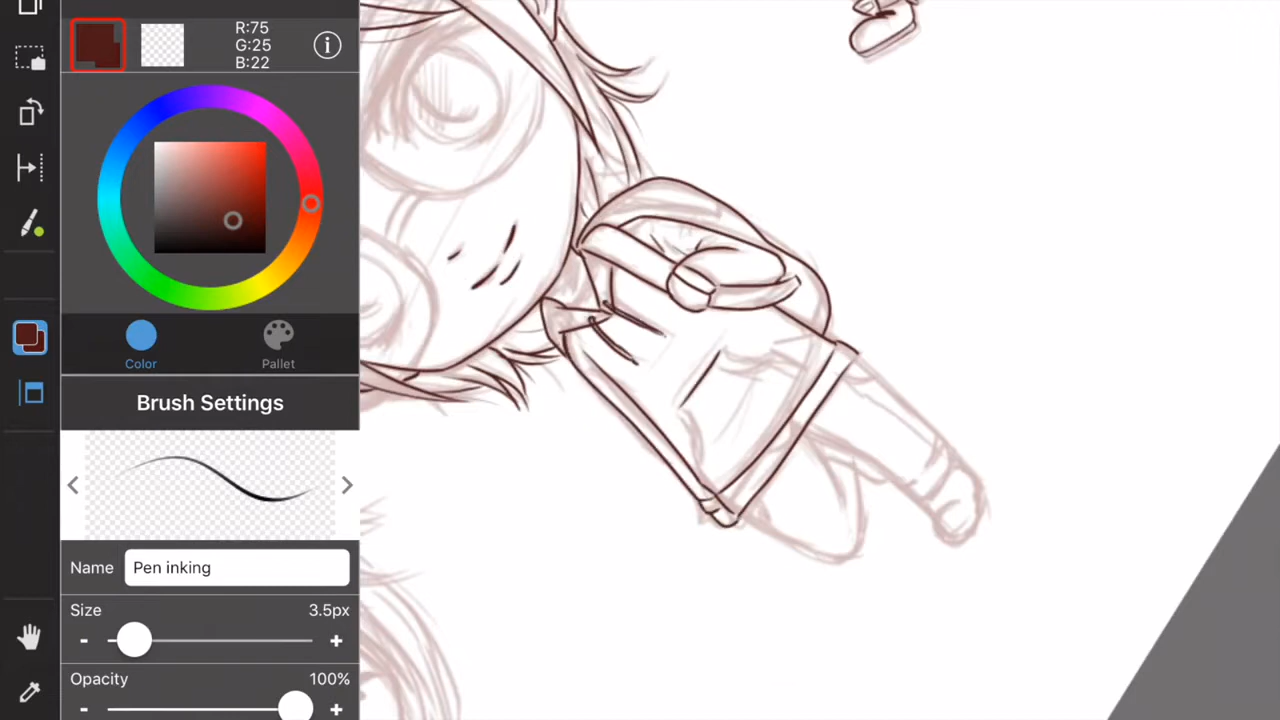 R:75
G:25
B:22
Color
Pallet
Brush Settings
Name Pen inking
Size 3.5px
- +
Opacity 100%
- +